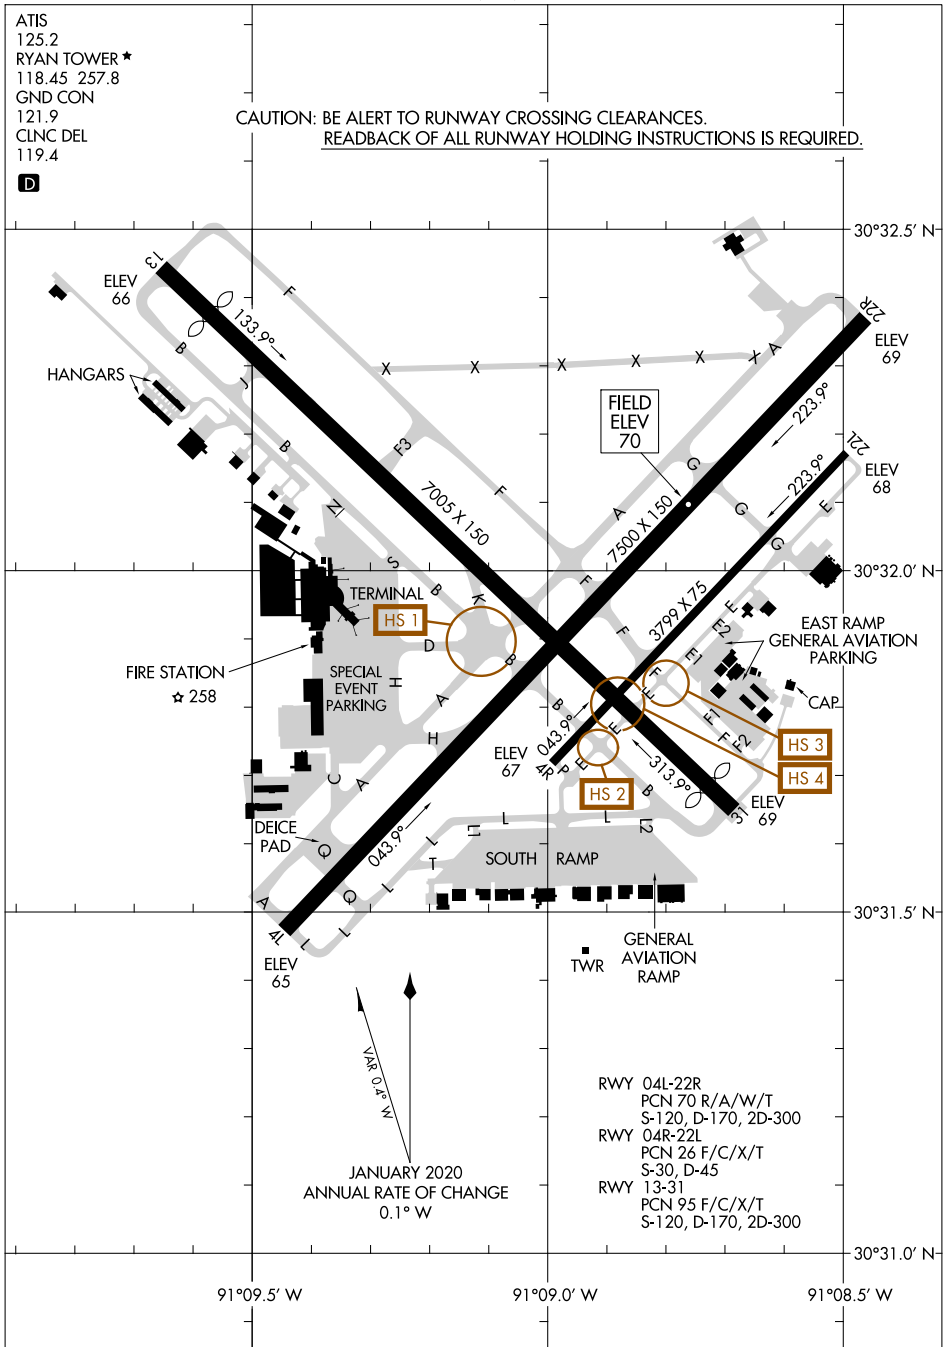 ATIS
125.2
RYAN TOWER ★
118.45 257.8
GND CON
121.9
CLNC DEL
119.4
D
CAUTION: BE ALERT TO RUNWAY CROSSING CLEARANCES.
READBACK OF ALL RUNWAY HOLDING INSTRUCTIONS IS REQUIRED.
30°32.5' N
13
ELEV
66
F
133.9°
B
J
X X X X X X
A
22R
ELEV
69
HANGARS
FIELD
ELEV
70
223.9°
22L
ELEV
68
223.9°
B
F3
F
G
G
G
E
A
7005 X 150
7500 X 150
N1
S
B
K
F
F
30°32.0' N
TERMINAL
HS 1
D
B
3799 X 75
E
E2
E1
EAST RAMP
GENERAL AVIATION
PARKING
FIRE STATION
☆ 258
SPECIAL
EVENT
PARKING
H
A
H
B
F
E
F1
F
F2
CAP
HS 3
HS 4
HS 2
E
E
P
043.9°
ELEV
67
4R
313.9°
B
31
ELEV
69
C
A
DEICE
PAD
Q
043.9°
L
L1
L
L
L2
T
L
SOUTH RAMP
Q
A
L
L
4L
ELEV
65
30°31.5' N
GENERAL
AVIATION
RAMP
TWR
VAR 0.4° W
JANUARY 2020
ANNUAL RATE OF CHANGE
0.1° W
RWY 04L-22R
PCN 70 R/A/W/T
S-120, D-170, 2D-300
RWY 04R-22L
PCN 26 F/C/X/T
S-30, D-45
RWY 13-31
PCN 95 F/C/X/T
S-120, D-170, 2D-300
30°31.0' N
91°09.5' W
91°09.0' W
91°08.5' W